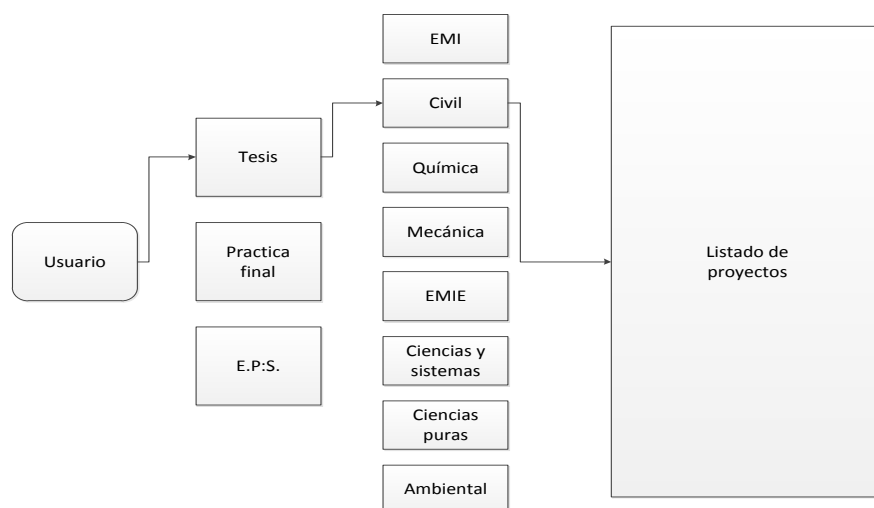 Usuario
Tesis
Practica
final
E.P:S.
EMI
Civil
Química
Mecánica
EMIE
Ciencias y
sistemas
Ciencias
puras
Ambiental
Listado de
proyectos